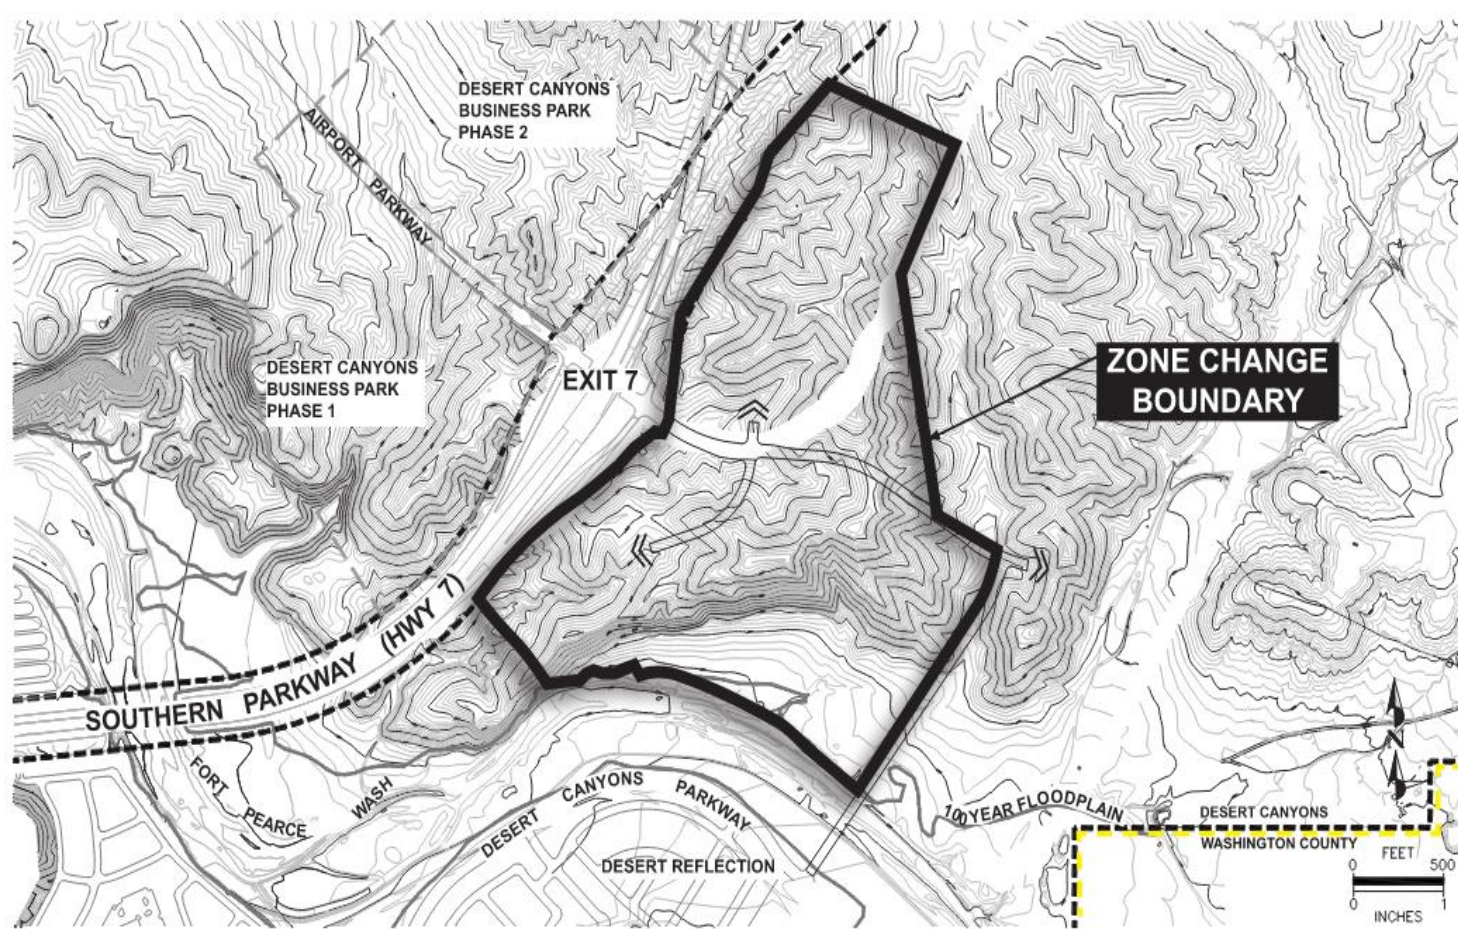 DESERT CANYONS
BUSINESS PARK
PHASE 2
AIRPORT PARKWAY
DESERT CANYONS
BUSINESS PARK
PHASE 1
EXIT 7
ZONE CHANGE
BOUNDARY
SOUTHERN PARKWAY (HWY 7)
FORT PEARCE WASH
DESERT CANYONS PARKWAY
DESERT REFLECTION
100 YEAR FLOODPLAIN
N
DESERT CANYONS
WASHINGTON COUNTY
FEET
0 500
0 1
INCHES